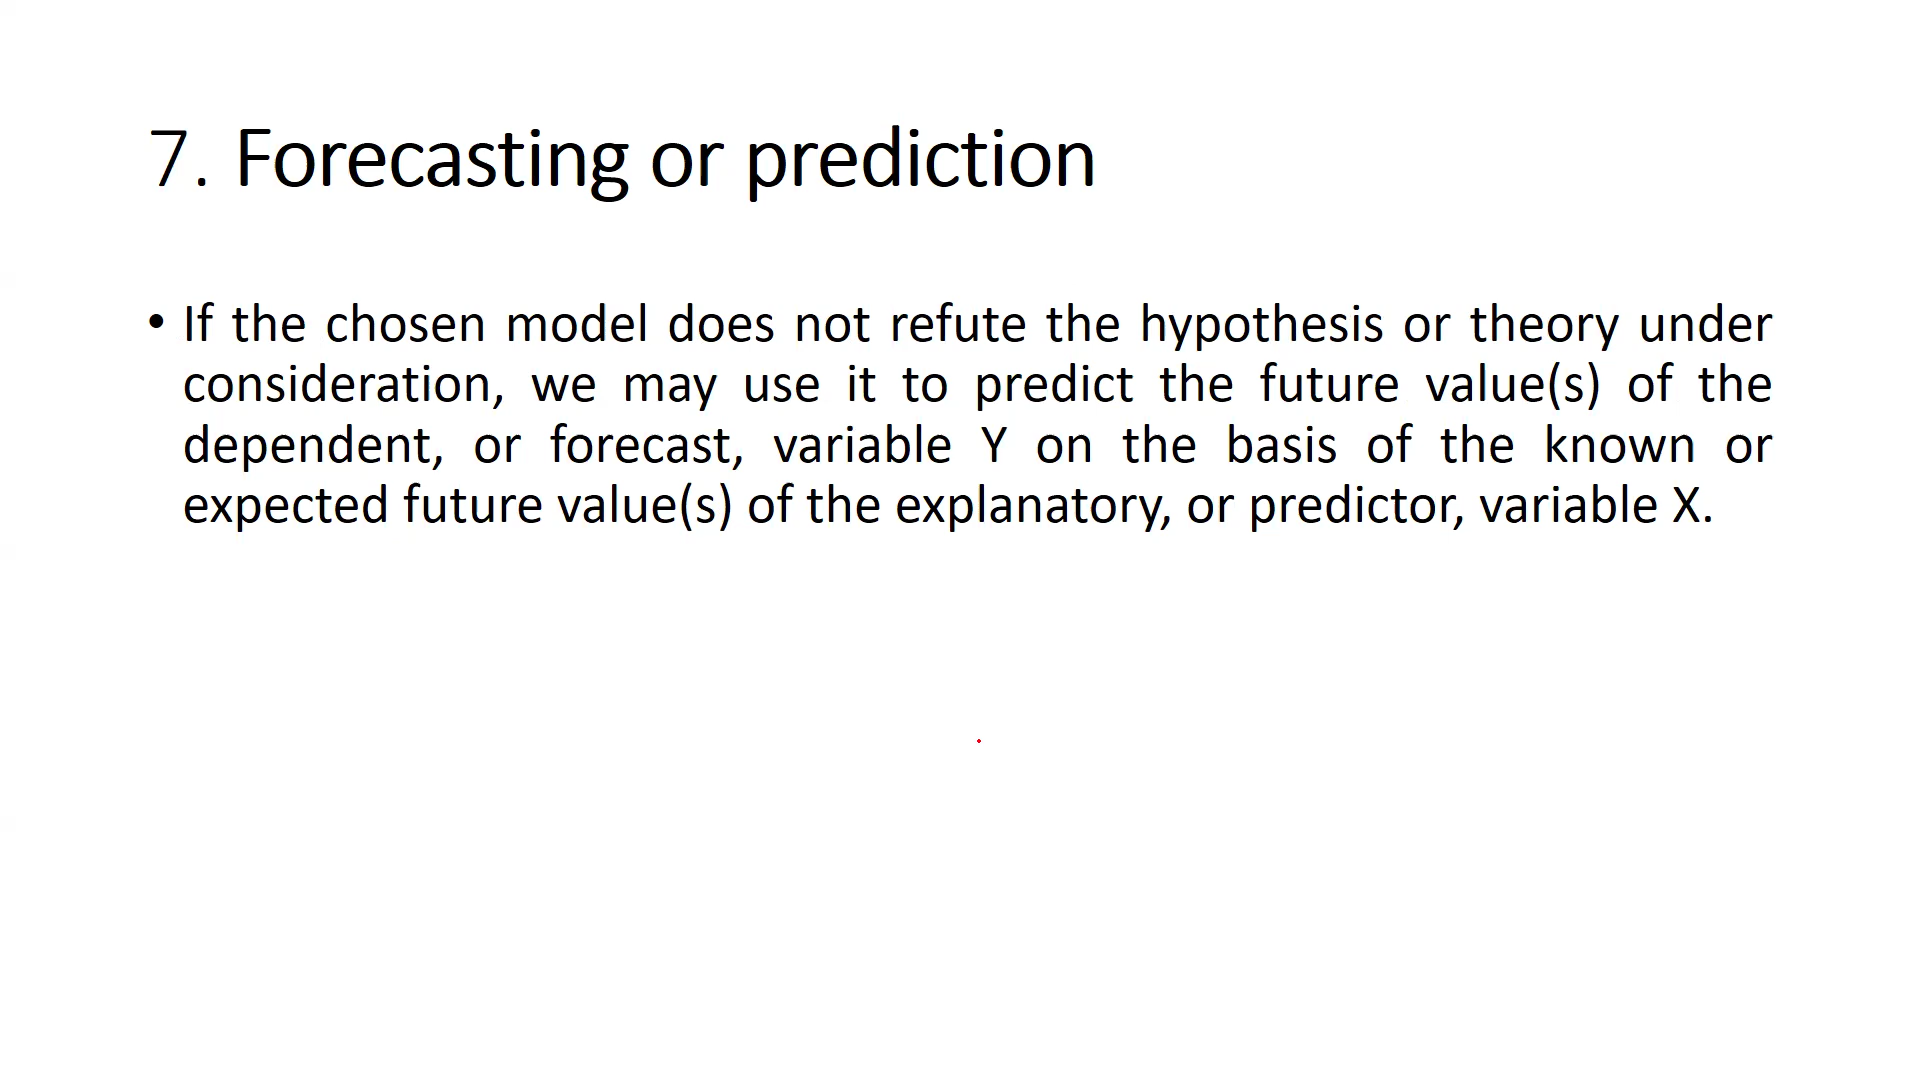 7. Forecasting or prediction
• If the chosen model does not refute the hypothesis or theory under
consideration, we may use it to predict the future value(s) of the
dependent, or forecast, variable Y on the basis of the known or
expected future value(s) of the explanatory, or predictor, variable X.